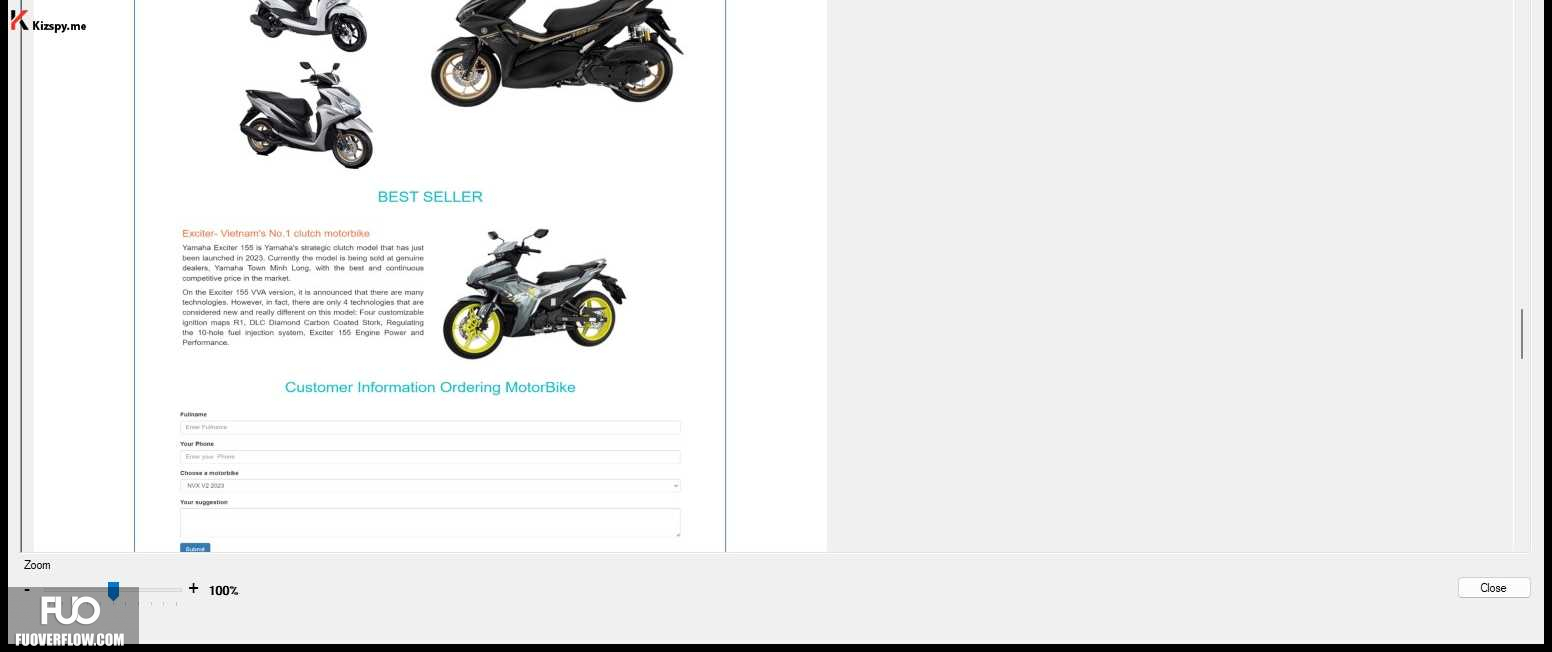 Kizspy.me
155
BEST SELLER
Exciter- Vietnam's No.1 clutch motorbike
Yamaha Exciter 155 is Yamaha's strategic clutch model that has just
been launched in 2023. Currently the model is being sold at genuine
dealers, Yamaha Town Minh Long, with the best and continuous
competitive price in the market.
On the Exciter 155 VVA version, it is announced that there are many
technologies. However, in fact, there are only 4 technologies that are
considered new and really different on this model: Four customizable
ignition maps R1, DLC Diamond Carbon Coated Stork, Regulating
the 10-hole fuel injection system, Exciter 155 Engine Power and
Performance.
Customer Information Ordering MotorBike
Fullname
Enter Fullname
Your Phone
Enter your Phone
Choose a motorbike
NVX V2 2023
Your suggestion
Submit
Zoom
- + 100%
Close
FUO
FUOVERFLOW.COM